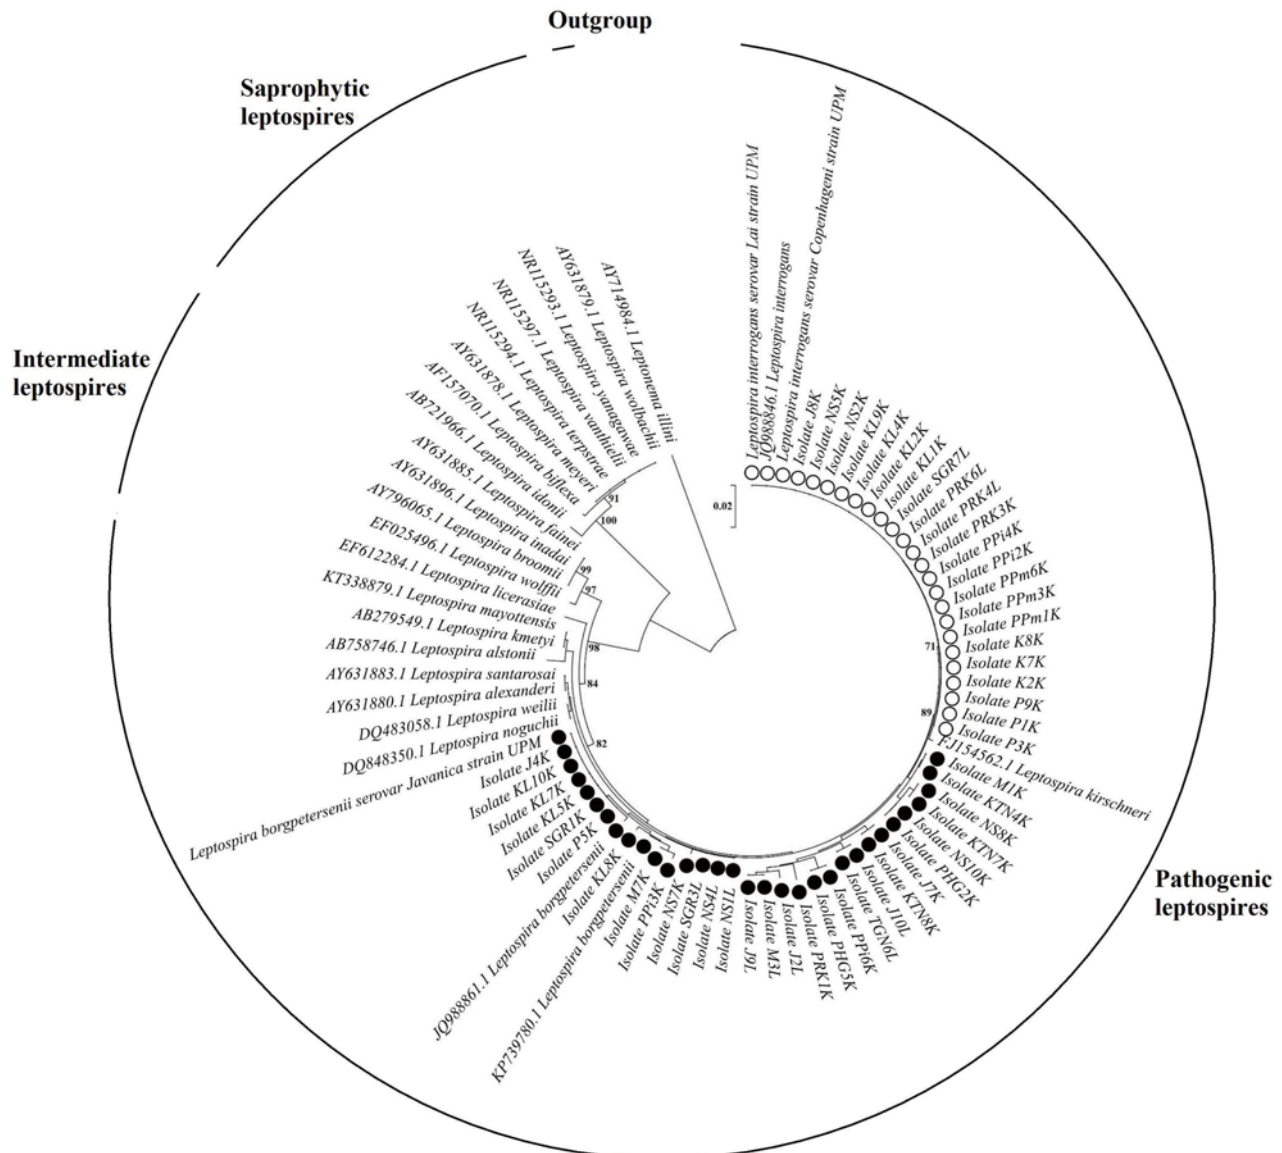 Outgroup
Saprophytic
leptospires
Intermediate
leptospires
Pathogenic
leptospires
Leptospira interrogans serovar Lai strain UPM
JQ988846.1 Leptospira interrogans
Leptospira interrogans serovar Copenhageni strain UPM
Isolate J8K
Isolate NS5K
Isolate NS2K
Isolate KL9K
Isolate KL4K
Isolate KL2K
Isolate KL1K
Isolate SGR7L
Isolate PRK6L
Isolate PRK4L
Isolate PRK3K
Isolate PPi4K
Isolate PPi2K
Isolate PPm6K
Isolate PPm3K
Isolate PPm1K
Isolate K8K
Isolate K7K
Isolate K2K
Isolate P9K
Isolate P1K
Isolate P3K
FJ154562.1 Leptospira kirschneri
Isolate M1K
Isolate KTN4K
Isolate NS8K
Isolate KTN7K
Isolate NS10K
Isolate PHG2K
Isolate J7K
Isolate KTN8K
Isolate J10L
Isolate TGN6L
Isolate PPi6K
Isolate PHG5K
Isolate PRK1K
Isolate J2L
Isolate M3L
Isolate J9L
Isolate NS1L
Isolate NS4L
Isolate SGR3L
Isolate NS7K
Isolate PPi3K
Isolate M7K
KP739780.1 Leptospira borgpetersenii
Isolate KL8K
JQ988861.1 Leptospira borgpetersenii
Isolate P5K
Isolate SGR1K
Isolate KL5K
Isolate KL7K
Isolate KL10K
Isolate J4K
Leptospira borgpetersenii serovar Javanica strain UPM
DQ848350.1 Leptospira noguchii
DQ483058.1 Leptospira weilii
AY631880.1 Leptospira alexanderi
AY631883.1 Leptospira santarosai
AB758746.1 Leptospira alstonii
AB279549.1 Leptospira kmetyi
KT338879.1 Leptospira mayottensis
EF612284.1 Leptospira licerasiae
EF025496.1 Leptospira wolffii
AY796065.1 Leptospira broomii
AY631896.1 Leptospira inadai
AY631885.1 Leptospira fainei
AB721966.1 Leptospira idonii
AF157070.1 Leptospira biflexa
AY631878.1 Leptospira meyeri
NR115294.1 Leptospira terpstrae
NR115297.1 Leptospira vanthielii
NR115293.1 Leptospira yanagawae
AY631879.1 Leptospira wolbachii
AY714984.1 Leptonema illini
0.02
91
100
99
97
98
84
82
71
89